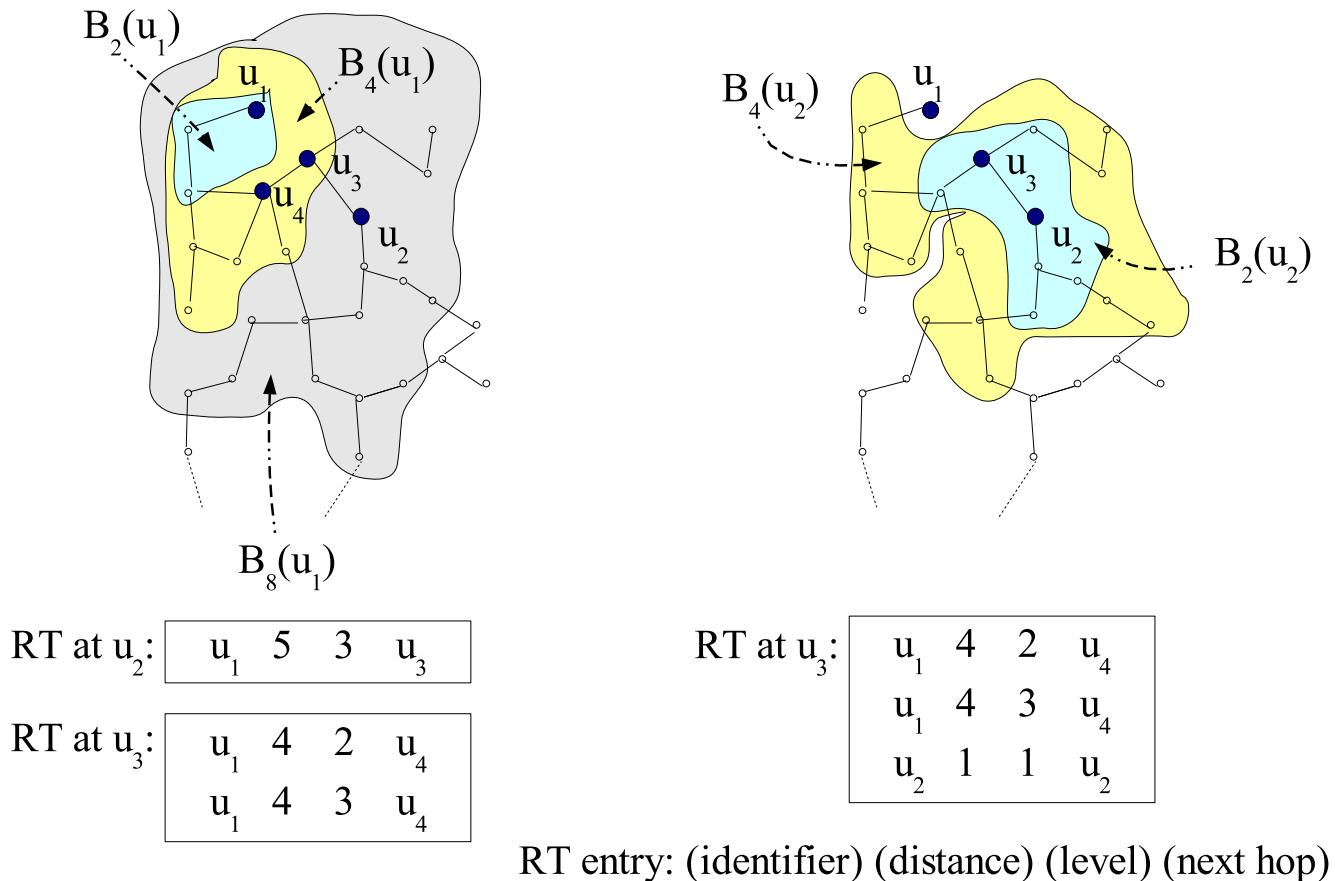 B₂(u₁)
B₄(u₁)
u₁
u₃
u₄
u₂
B₈(u₁)
u₁
B₄(u₂)
u₃
u₂
B₂(u₂)
RT at u₂: u₁ 5 3 u₃
RT at u₃: u₁ 4 2 u₄
u₁ 4 3 u₄
RT at u₃: u₁ 4 2 u₄
u₁ 4 3 u₄
u₂ 1 1 u₂
RT entry: (identifier) (distance) (level) (next hop)